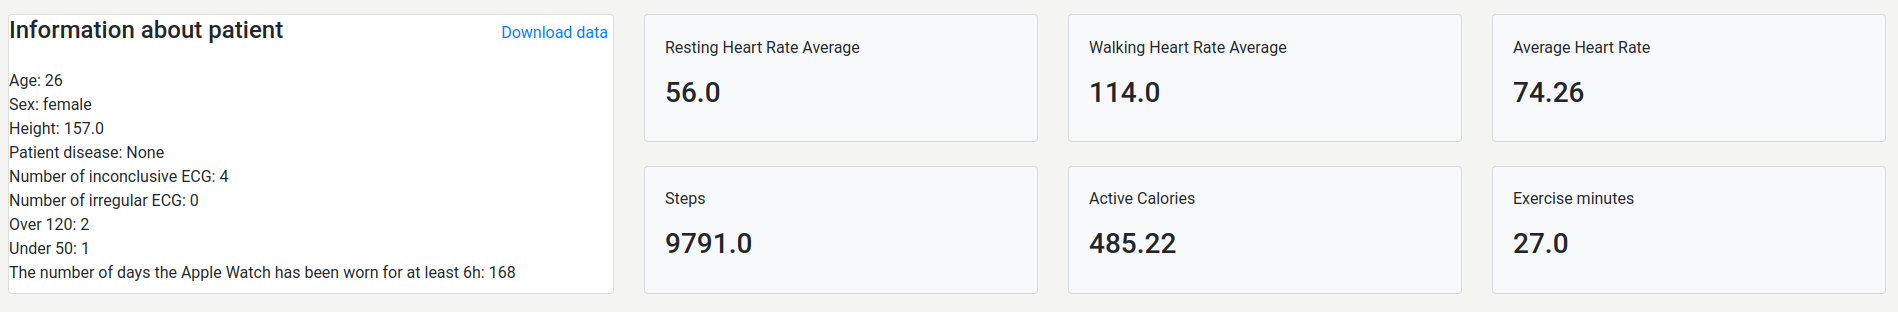 Information about patient
Download data
Age: 26
Sex: female
Height: 157.0
Patient disease: None
Number of inconclusive ECG: 4
Number of irregular ECG: 0
Over 120: 2
Under 50: 1
The number of days the Apple Watch has been worn for at least 6h: 168
Resting Heart Rate Average
56.0
Walking Heart Rate Average
114.0
Average Heart Rate
74.26
Steps
9791.0
Active Calories
485.22
Exercise minutes
27.0